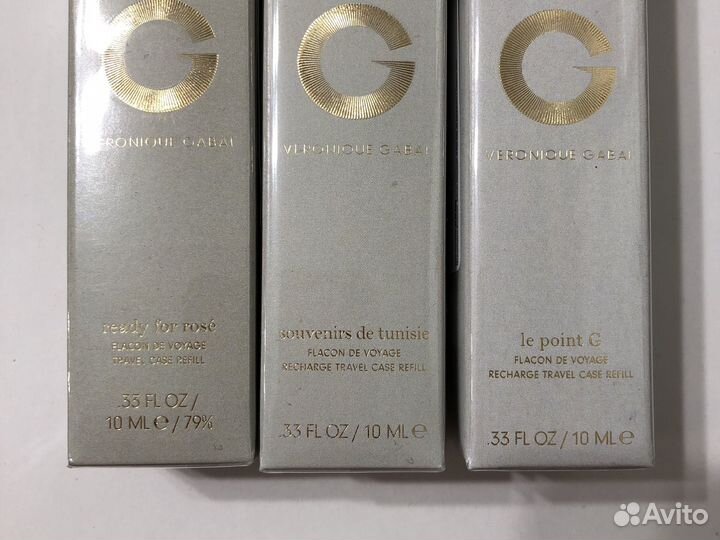 VERONIQUE GABAI
ready for rosé
FLACON DE VOYAGE
TRAVEL CASE REFILL
.33 FL OZ /
10 ML e / 79%
VERONIQUE GABAI
souvenirs de tunisie
FLACON DE VOYAGE
RECHARGE TRAVEL CASE REFILL
.33 FL OZ / 10 ML e
VERONIQUE GABAI
le point G
FLACON DE VOYAGE
RECHARGE TRAVEL CASE REFILL
.33 FL OZ / 10 ML e
Avito